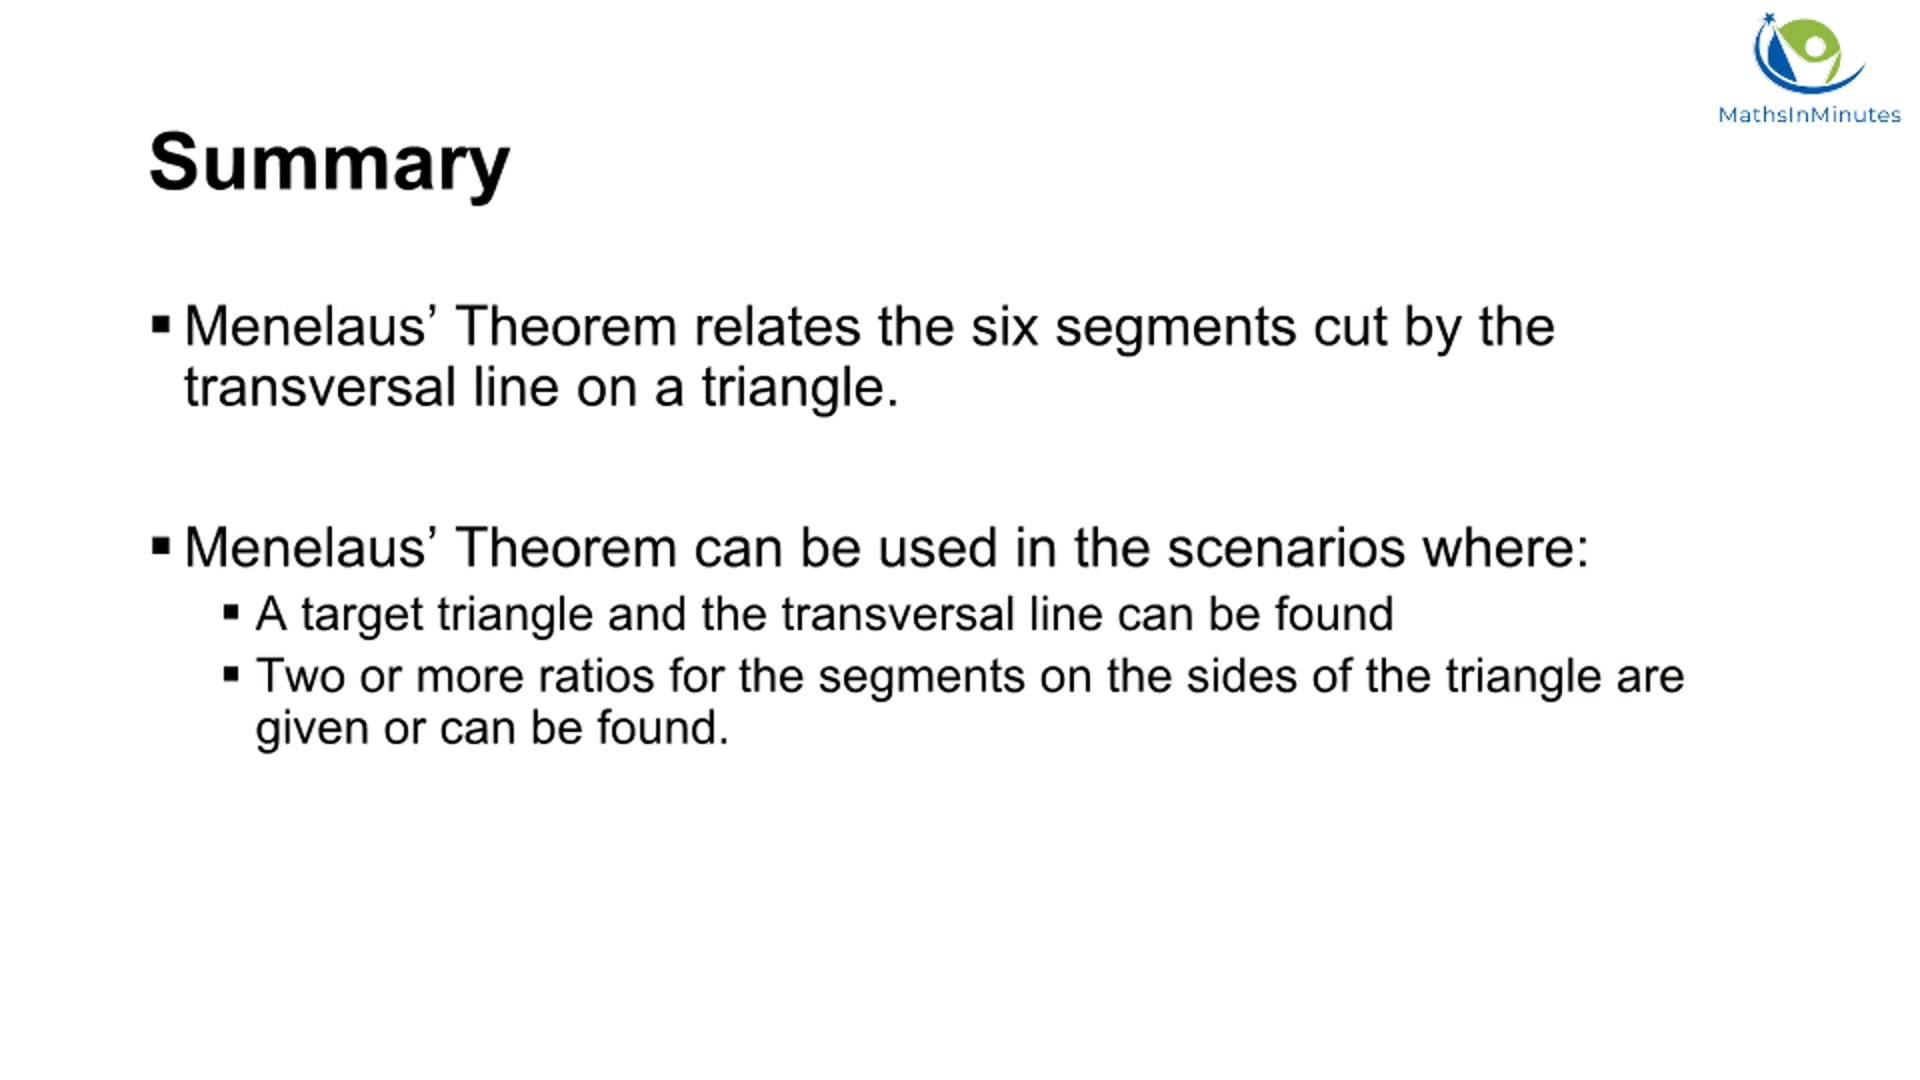 MathsInMinutes
Summary
▪ Menelaus’ Theorem relates the six segments cut by the
transversal line on a triangle.
▪ Menelaus’ Theorem can be used in the scenarios where:
▪ A target triangle and the transversal line can be found
▪ Two or more ratios for the segments on the sides of the triangle are
given or can be found.